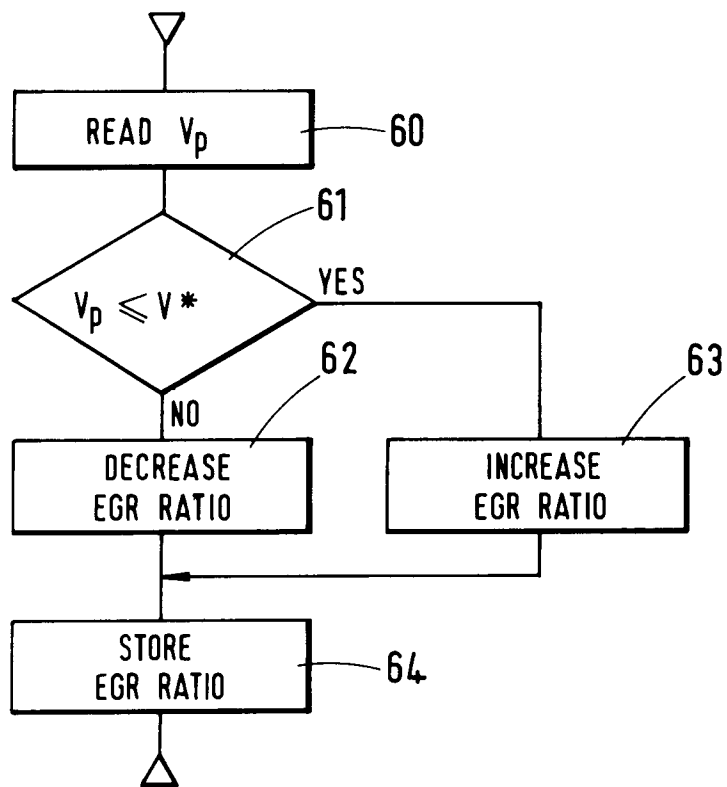 READ Vp
60
61
Vp ≤ V*
YES
NO
62
63
DECREASE
EGR RATIO
INCREASE
EGR RATIO
STORE
EGR RATIO
64